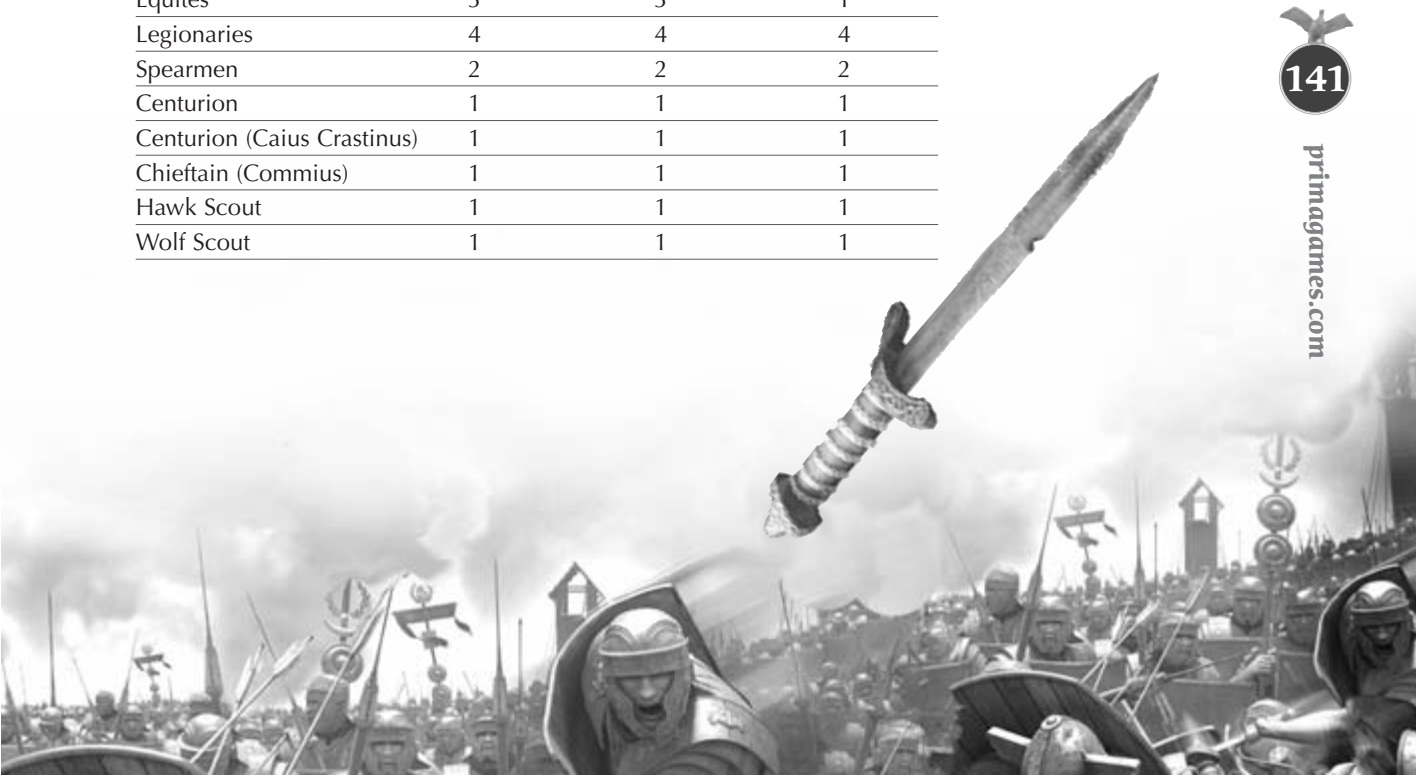 Equites
Legionaries 4 4 4
Spearmen 2 2 2
Centurion 1 1 1
Centurion (Caius Crastinus) 1 1 1
Chieftain (Commius) 1 1 1
Hawk Scout 1 1 1
Wolf Scout 1 1 1
141
primagames.com